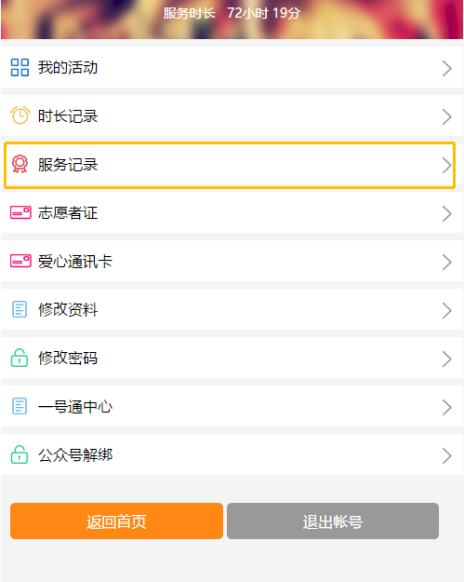 服务时长 72小时 19分
我的活动
时长记录
服务记录
志愿者证
爱心通讯卡
修改资料
修改密码
一号通中心
公众号解绑
返回首页 退出帐号